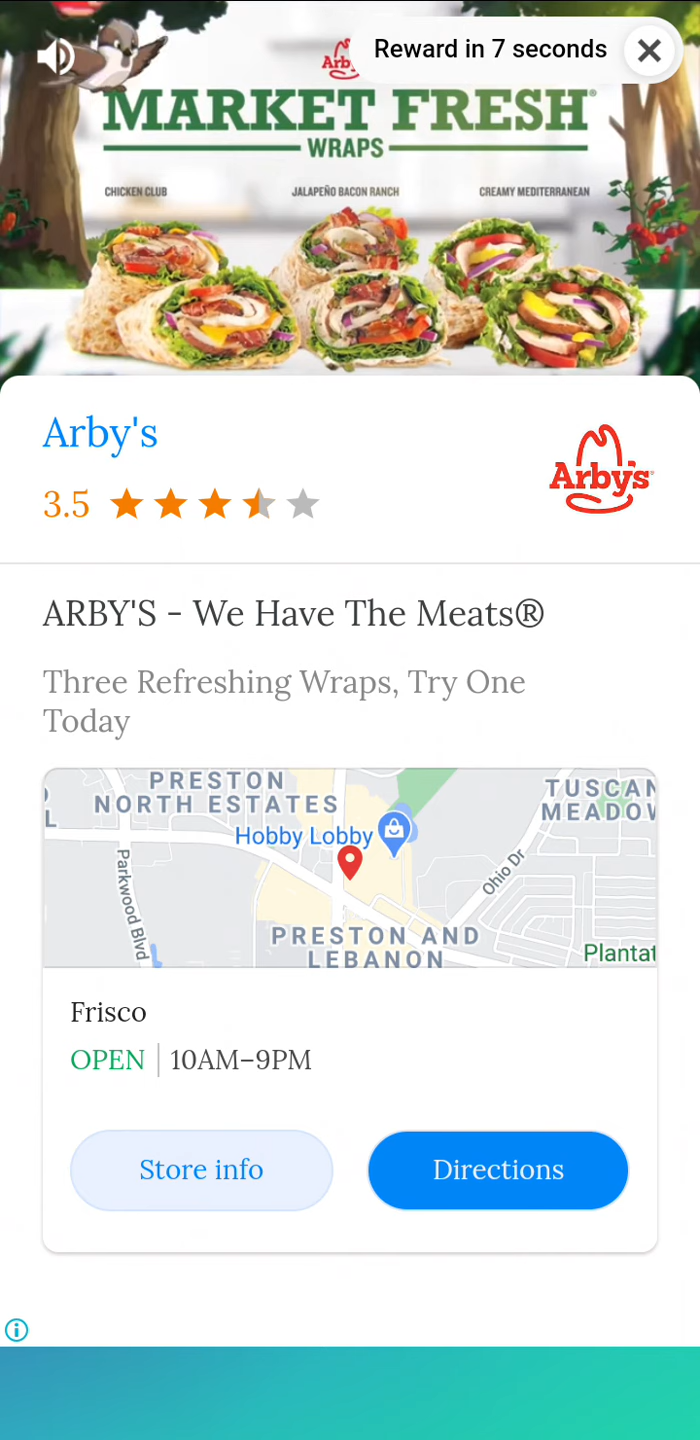 Reward in 7 seconds
Arb
MARKET FRESH®
WRAPS
CHICKEN CLUB
JALAPEÑO BACON RANCH
CREAMY MEDITERRANEAN
Arby's
Arby's
3.5
ARBY'S - We Have The Meats®
Three Refreshing Wraps, Try One
Today
PRESTON
NORTH ESTATES
L
TUSCAN
MEADOW
Hobby Lobby
Parkwood Blvd
Ohio Dr
PRESTON AND
LEBANON
Plantat
Frisco
OPEN 10AM–9PM
Store info
Directions